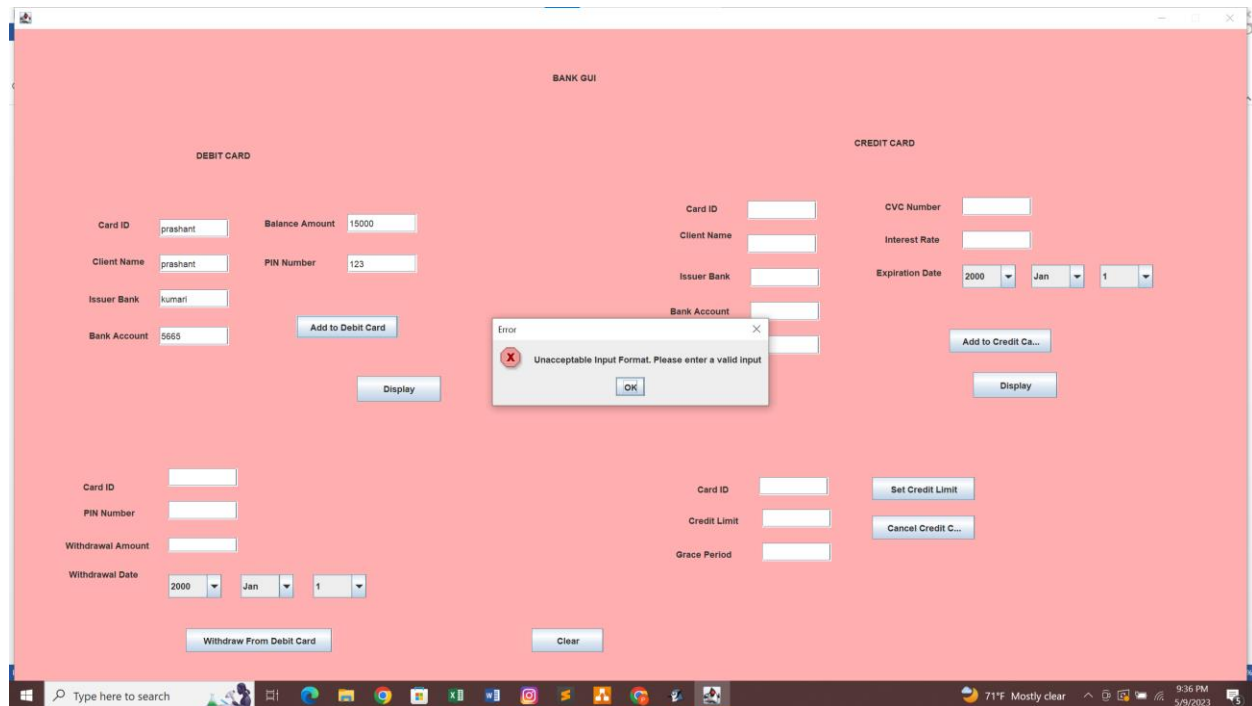 BANK GUI
DEBIT CARD
CREDIT CARD
Card ID
prashant
Balance Amount
15000
Client Name
prashant
PIN Number
123
Issuer Bank
kumari
Bank Account
5665
Add to Debit Card
Display
Card ID
CVC Number
Client Name
Interest Rate
Issuer Bank
Expiration Date
2000
Jan
1
Bank Account
Add to Credit Ca...
Display
Error
Unacceptable Input Format. Please enter a valid input
OK
Card ID
PIN Number
Withdrawal Amount
Withdrawal Date
2000
Jan
1
Withdraw From Debit Card
Clear
Card ID
Set Credit Limit
Credit Limit
Cancel Credit C...
Grace Period
Type here to search
71°F Mostly clear
9:36 PM
5/9/2023